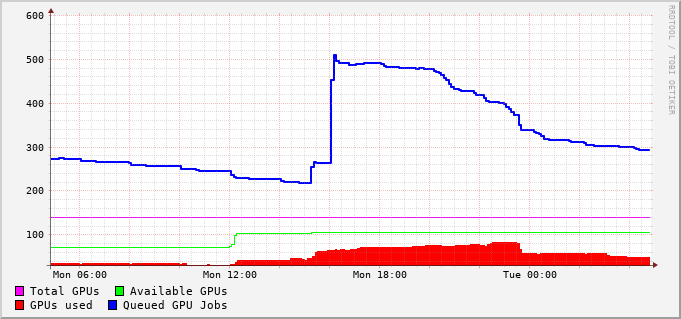 600
500
400
300
200
100
Mon 06:00 Mon 12:00 Mon 18:00 Tue 00:00
Total GPUs Available GPUs
GPUs used Queued GPU Jobs
RRDTOOL / TOBI OETIKER